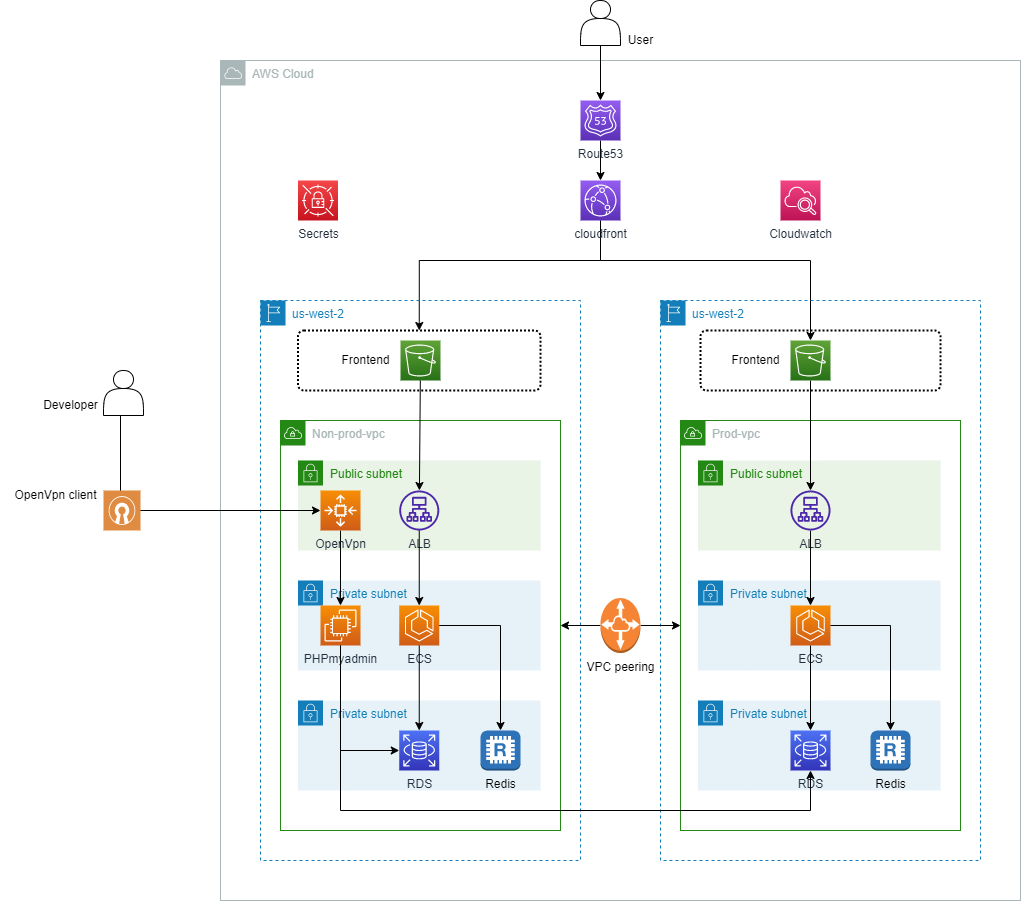 User
AWS Cloud
53
Route53
Secrets
cloudfront
Cloudwatch
us-west-2
us-west-2
Frontend
Frontend
Developer
Non-prod-vpc
Prod-vpc
Public subnet
Public subnet
OpenVpn client
OpenVpn
ALB
ALB
Private subnet
Private subnet
PHPmyadmin
ECS
VPC peering
ECS
Private subnet
Private subnet
R
R
RDS
Redis
RDS
Redis